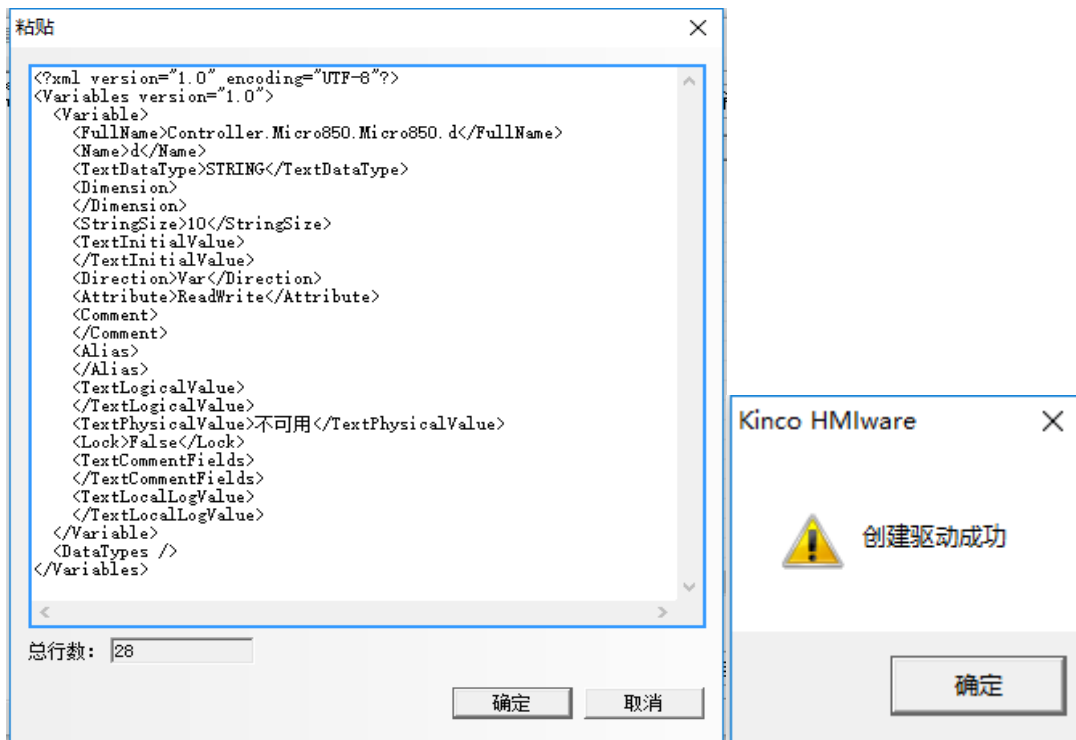 粘贴
<?xml version="1.0" encoding="UTF-8"?>
<Variables version="1.0">
<Variable>
<FullName>Controller.Micro850.Micro850.d</FullName>
<Name>d</Name>
<TextDataType>STRING</TextDataType>
<Dimension>
</Dimension>
<StringSize>10</StringSize>
<TextInitialValue>
</TextInitialValue>
<Direction>Var</Direction>
<Attribute>ReadWrite</Attribute>
<Comment>
</Comment>
<Alias>
</Alias>
<TextLogicalValue>
</TextLogicalValue>
<TextPhysicalValue>不可用</TextPhysicalValue>
<Lock>False</Lock>
<TextCommentFields>
</TextCommentFields>
<TextLocalLogValue>
</TextLocalLogValue>
</Variable>
<DataTypes />
</Variables>
总行数: 28
确定 取消
Kinco HMIware
创建驱动成功
确定